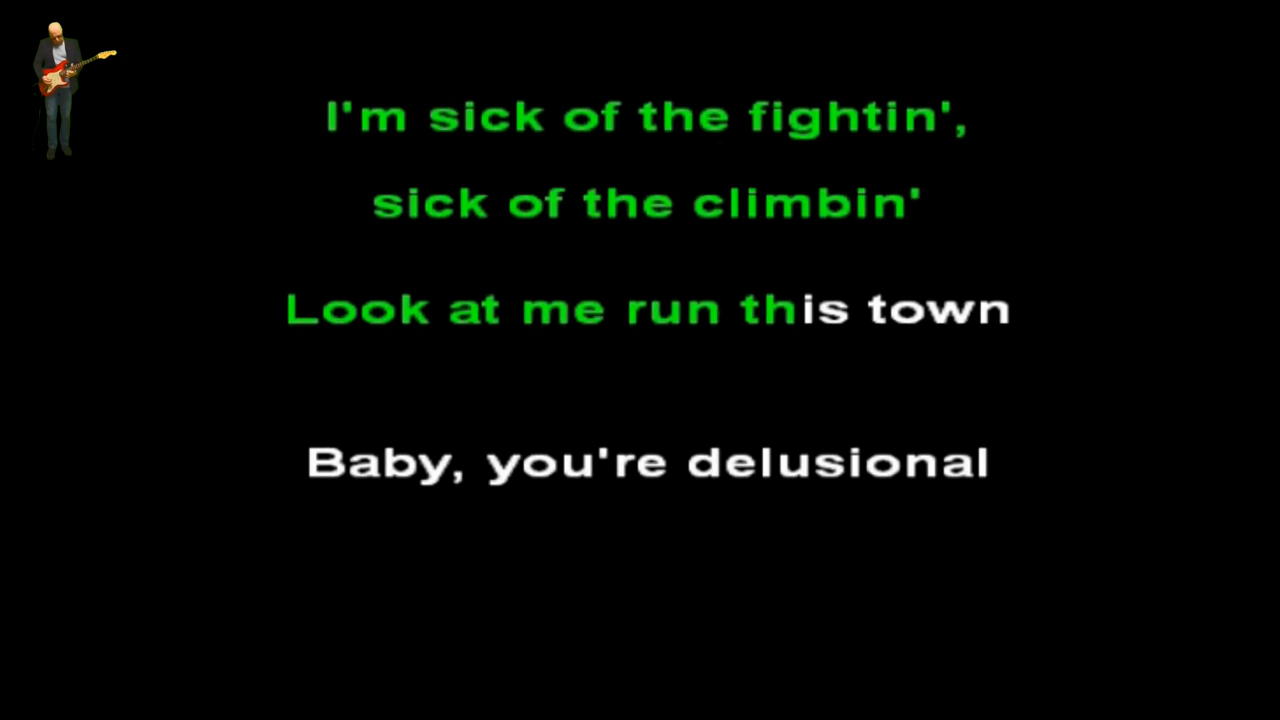 I'm sick of the fightin',
sick of the climbin'
Look at me run this town
Baby, you're delusional